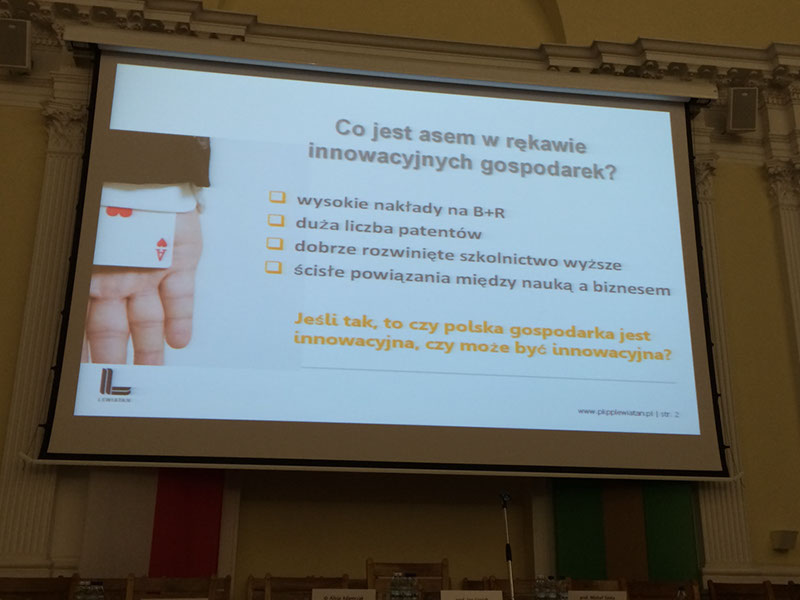 Co jest asem w rękawie
innowacyjnych gospodarek?
wysokie nakłady na B+R
duża liczba patentów
dobrze rozwinięte szkolnictwo wyższe
ścisłe powiązania między nauką a biznesem
Jeśli tak, to czy polska gospodarka jest
innowacyjna, czy może być innowacyjna?
A
LEWIATAN
www.pkpplewiatan.pl | str. 2